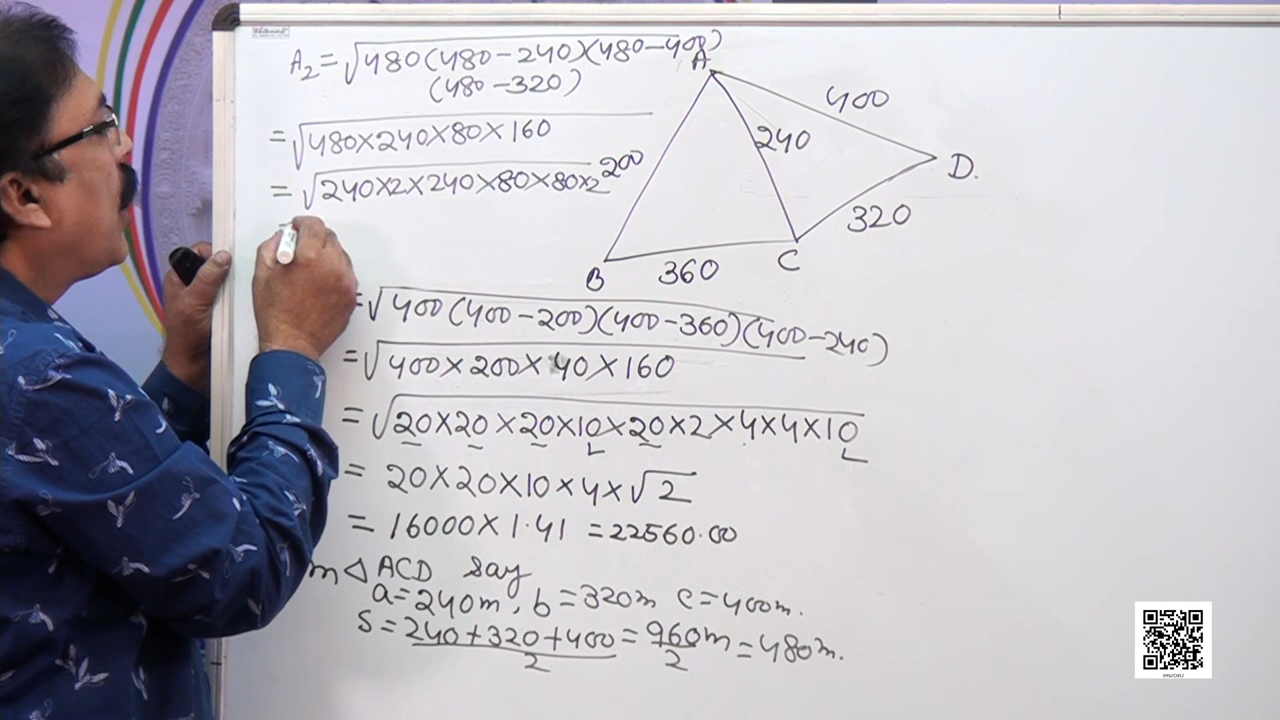 A₂ = √480(480-240)(480-400)
(480-320)
= √480×240×80×160
= √240×2×240×80×80×2
=
A
400
240
200
D.
320
B
360
C
= √400(400-200)(400-360)(400-240)
= √400×200×40×160
= √20×20×20×10×20×2×4×4×10
= 20×20×10×4×√2
= 16000×1.41 = 22560.00
m △ ACD say
a=240m, b=320m c=400m.
S = 240+320+400/2 = 960m/2 = 480m.